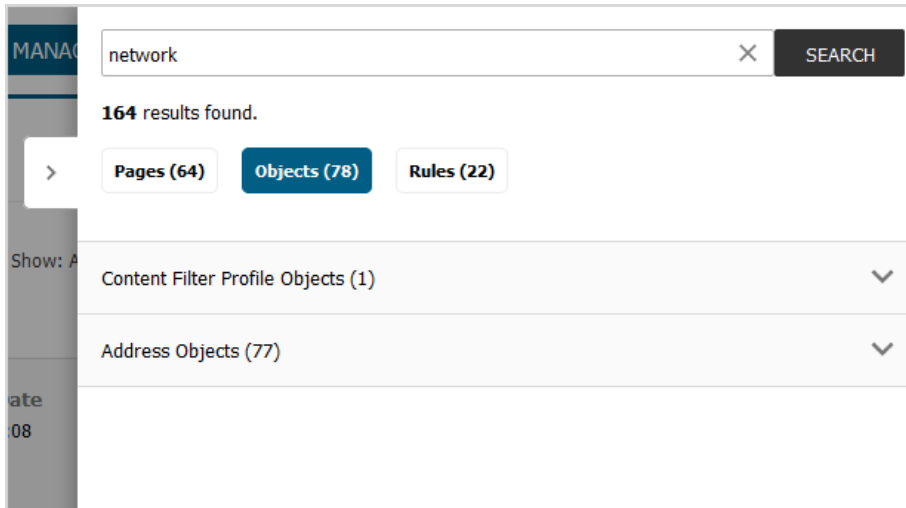 MANAG
network
SEARCH
164 results found.
Pages (64)
Objects (78)
Rules (22)
Show: A
Content Filter Profile Objects (1)
Address Objects (77)
ate
:08